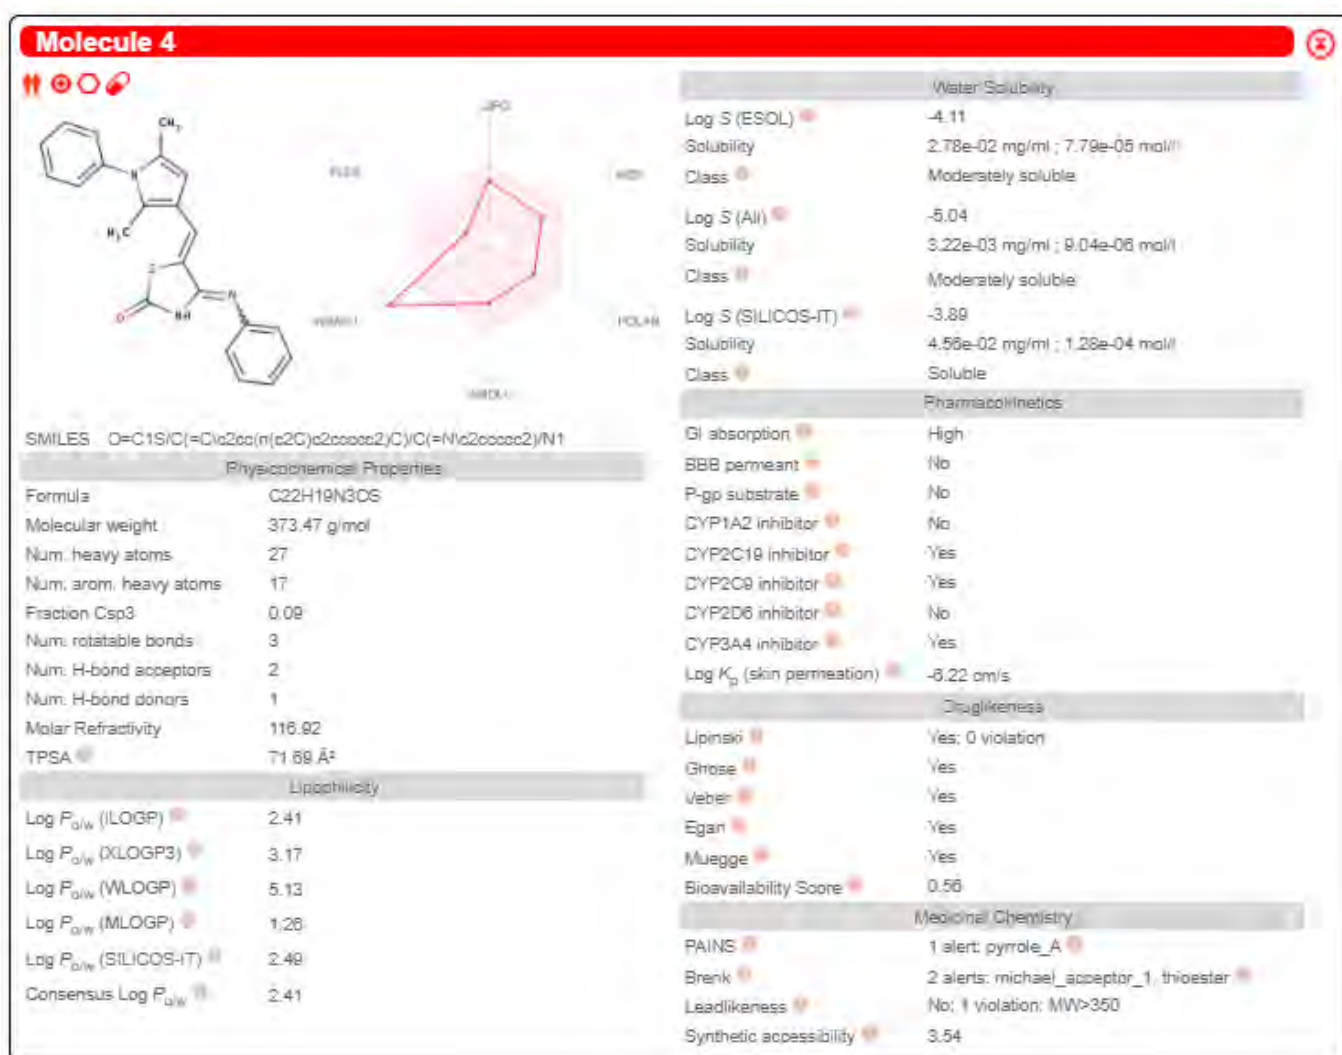 Molecule 4
CH3
N
H3C
S
O
NH
N
LIPO
FLEX
POLAR
SMILES O=C1S/C(=C\c2cc(n(c2C)c2ccccc2)C)/C(=N\c2ccccc2)/N1
Physicochemical Properties
Formula C22H19N3OS
Molecular weight 373.47 g/mol
Num. heavy atoms 27
Num. arom. heavy atoms 17
Fraction Csp3 0.09
Num. rotatable bonds 3
Num. H-bond acceptors 2
Num. H-bond donors 1
Molar Refractivity 116.92
TPSA 71.69 Å²
Lipophilicity
Log Po/w (iLOGP) 2.41
Log Po/w (XLOGP3) 3.17
Log Po/w (WLOGP) 5.13
Log Po/w (MLOGP) 1.26
Log Po/w (SILICOS-IT) 2.49
Consensus Log Po/w 2.41
Water Solubility
Log S (ESOL) -4.11
Solubility 2.78e-02 mg/ml ; 7.79e-05 mol/l
Class Moderately soluble
Log S (Ali) -5.04
Solubility 3.22e-03 mg/ml ; 9.04e-06 mol/l
Class Moderately soluble
Log S (SILICOS-IT) -3.89
Solubility 4.56e-02 mg/ml ; 1.28e-04 mol/l
Class Soluble
Pharmacokinetics
GI absorption High
BBB permeant No
P-gp substrate No
CYP1A2 inhibitor No
CYP2C19 inhibitor Yes
CYP2C9 inhibitor Yes
CYP2D6 inhibitor No
CYP3A4 inhibitor Yes
Log Kp (skin permeation) -6.22 cm/s
Druglikeness
Lipinski Yes; 0 violation
Ghose Yes
Veber Yes
Egan Yes
Muegge Yes
Bioavailability Score 0.56
Medicinal Chemistry
PAINS 1 alert: pyrrole_A
Brenk 2 alerts: michael_acceptor_1, thioester
Leadlikeness No; 1 violation: MW>350
Synthetic accessibility 3.54